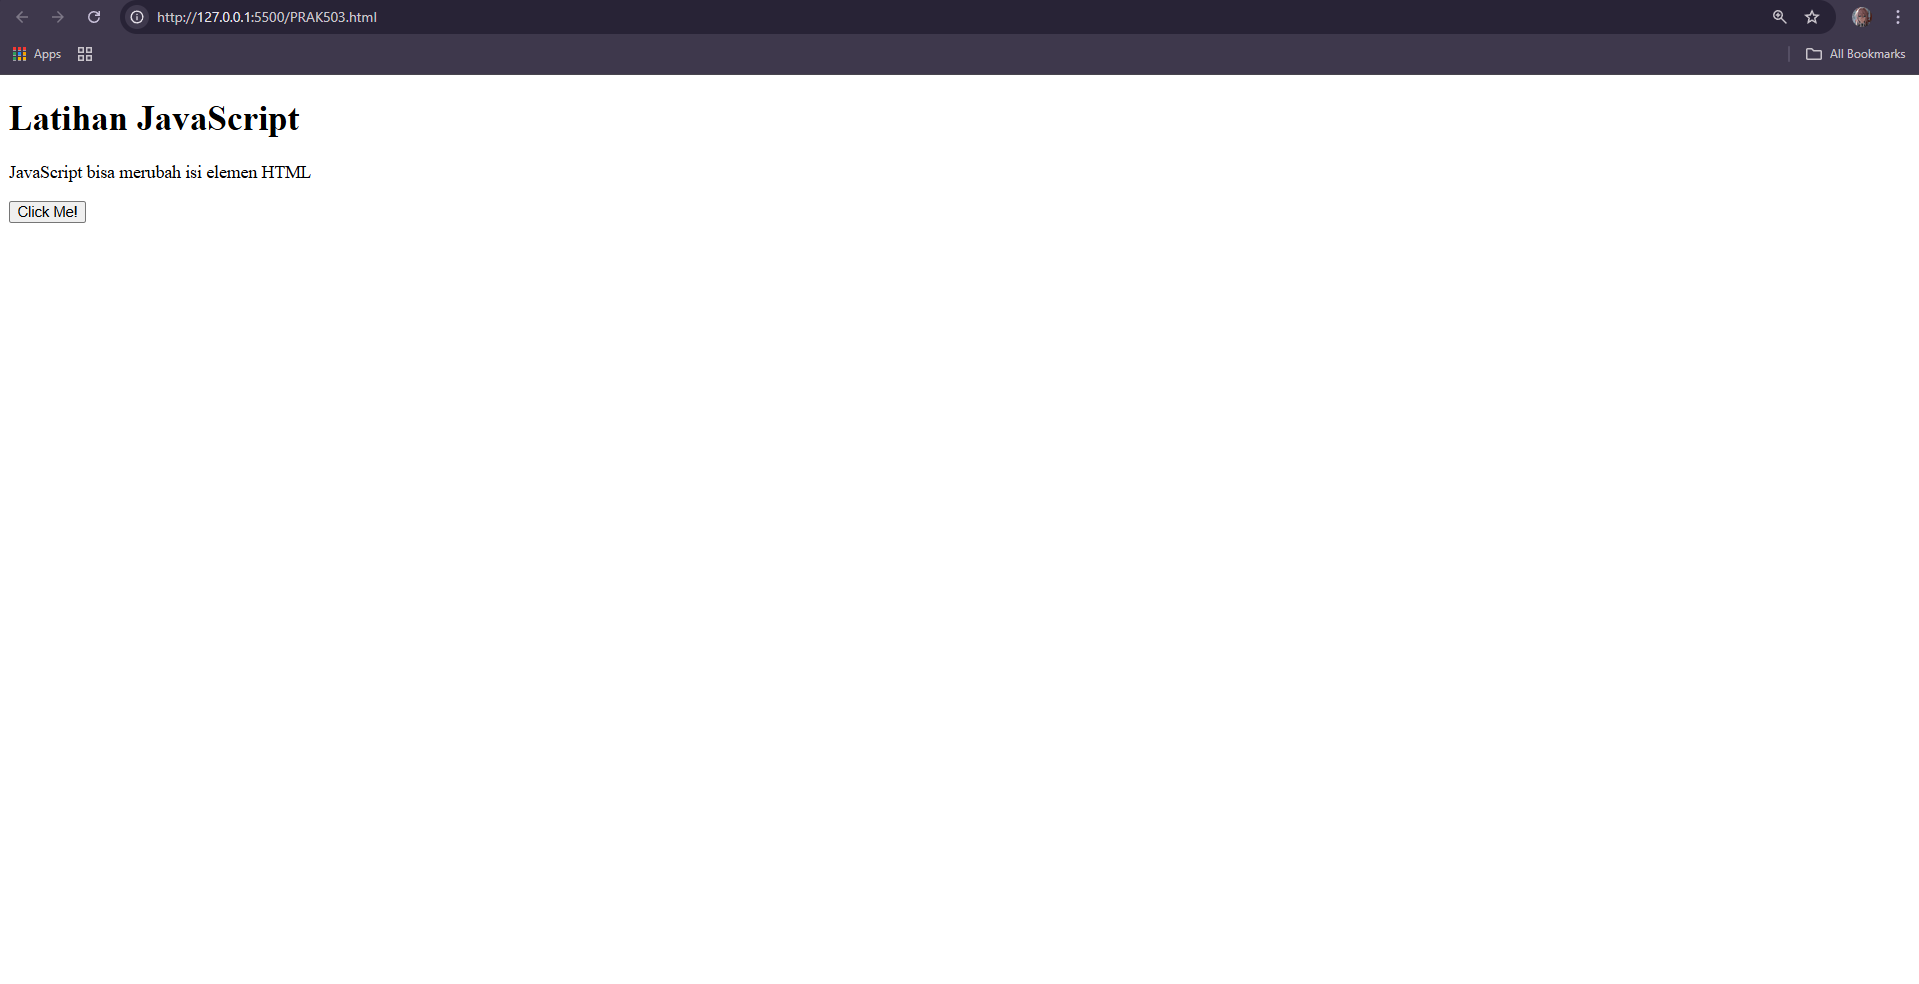 http://127.0.0.1:5500/PRAK503.html
Apps
All Bookmarks
Latihan JavaScript
JavaScript bisa merubah isi elemen HTML
Click Me!